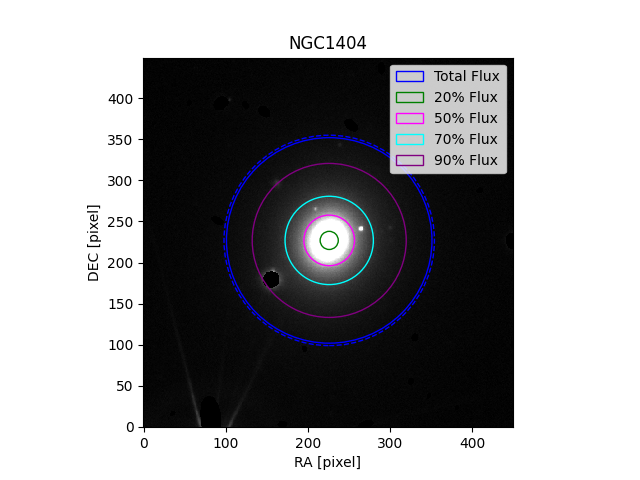 NGC1404
Total Flux
20% Flux
50% Flux
70% Flux
90% Flux
DEC [pixel]
400
350
300
250
200
150
100
50
0
0 100 200 300 400
RA [pixel]